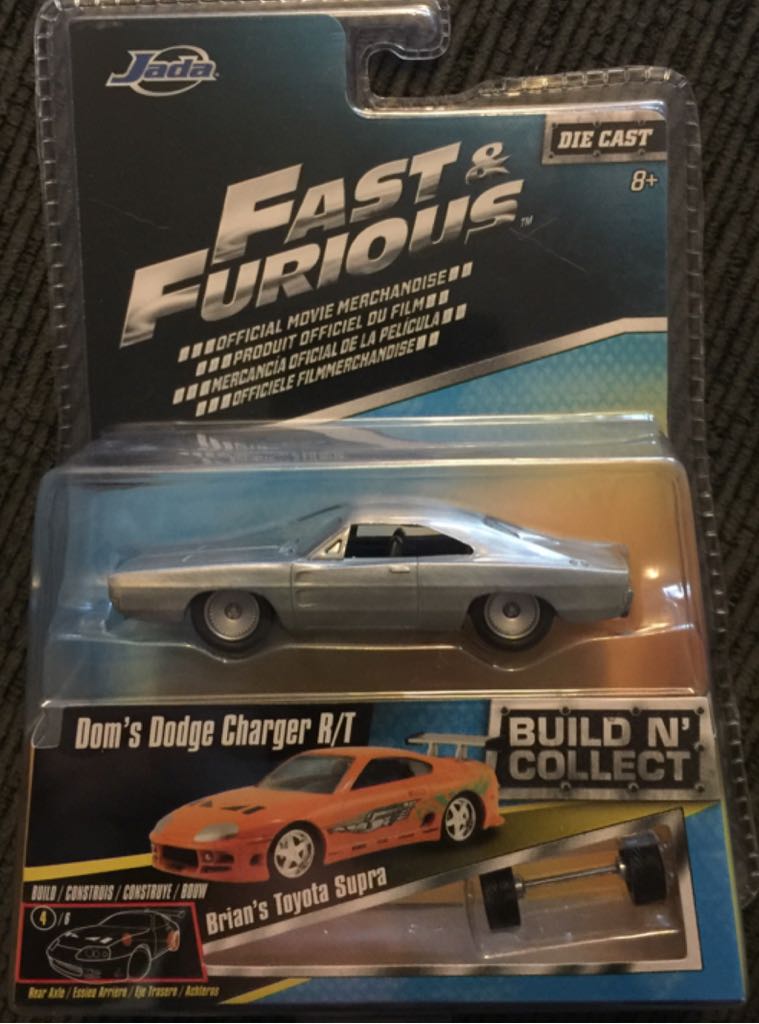 Jada
DIE CAST
8+
FAST &
FURIOUS™
OFFICIAL MOVIE MERCHANDISE
PRODUIT OFFICIEL DU FILM
MERCANCÍA OFICIAL DE LA PELÍCULA
OFFICIELE FILMMERCHANDISE
Dom's Dodge Charger R/T
BUILD N'
COLLECT
Brian's Toyota Supra
BUILD / CONSTRUIS / CONSTRUYE / BOUW
4/6
Rear Axle / Essieu Arrière / Eje Trasero / Achteras